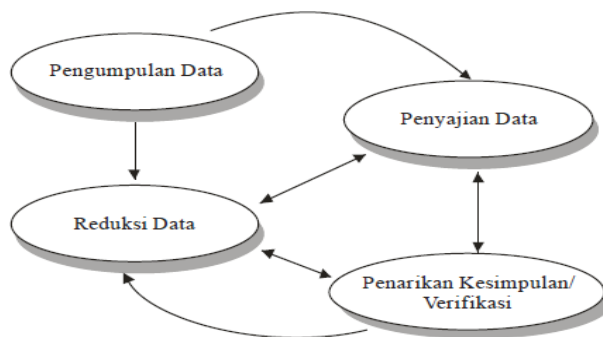 Pengumpulan Data
Penyajian Data
Reduksi Data
Penarikan Kesimpulan/
Verifikasi